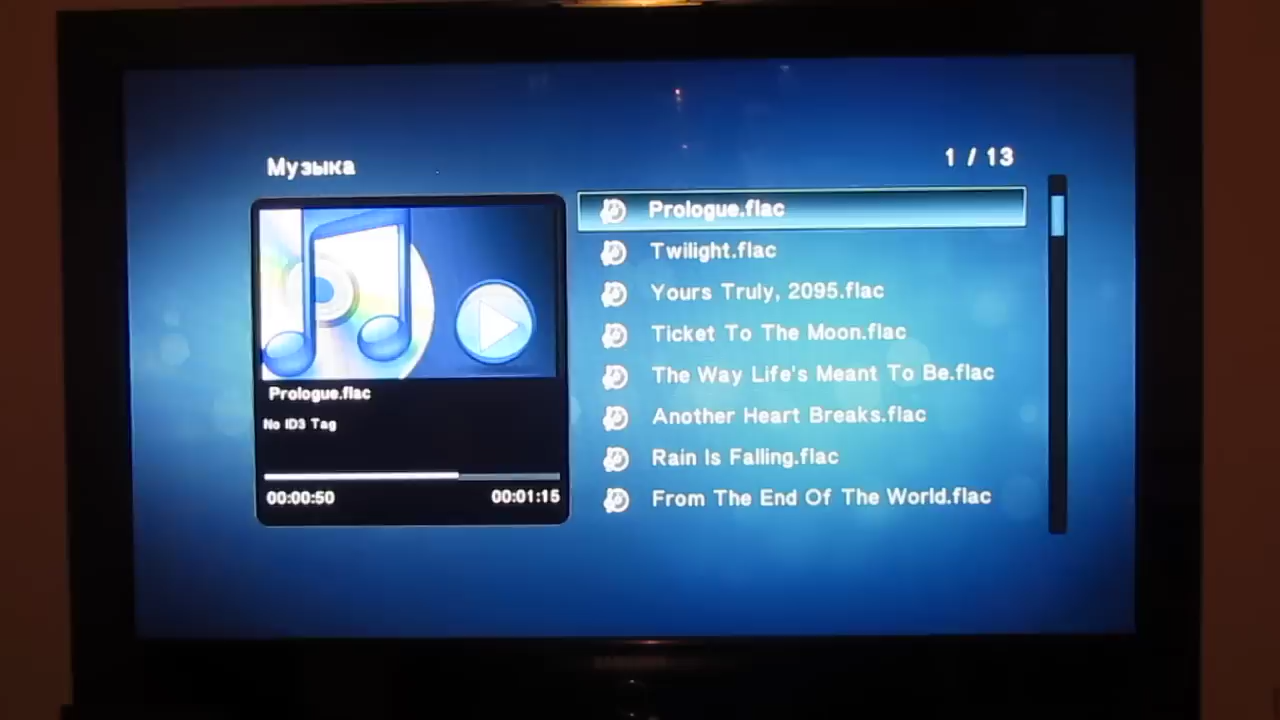 Музыка
1 / 13
Prologue.flac
No ID3 Tag
00:00:50
00:01:15
Prologue.flac
Twilight.flac
Yours Truly, 2095.flac
Ticket To The Moon.flac
The Way Life's Meant To Be.flac
Another Heart Breaks.flac
Rain Is Falling.flac
From The End Of The World.flac